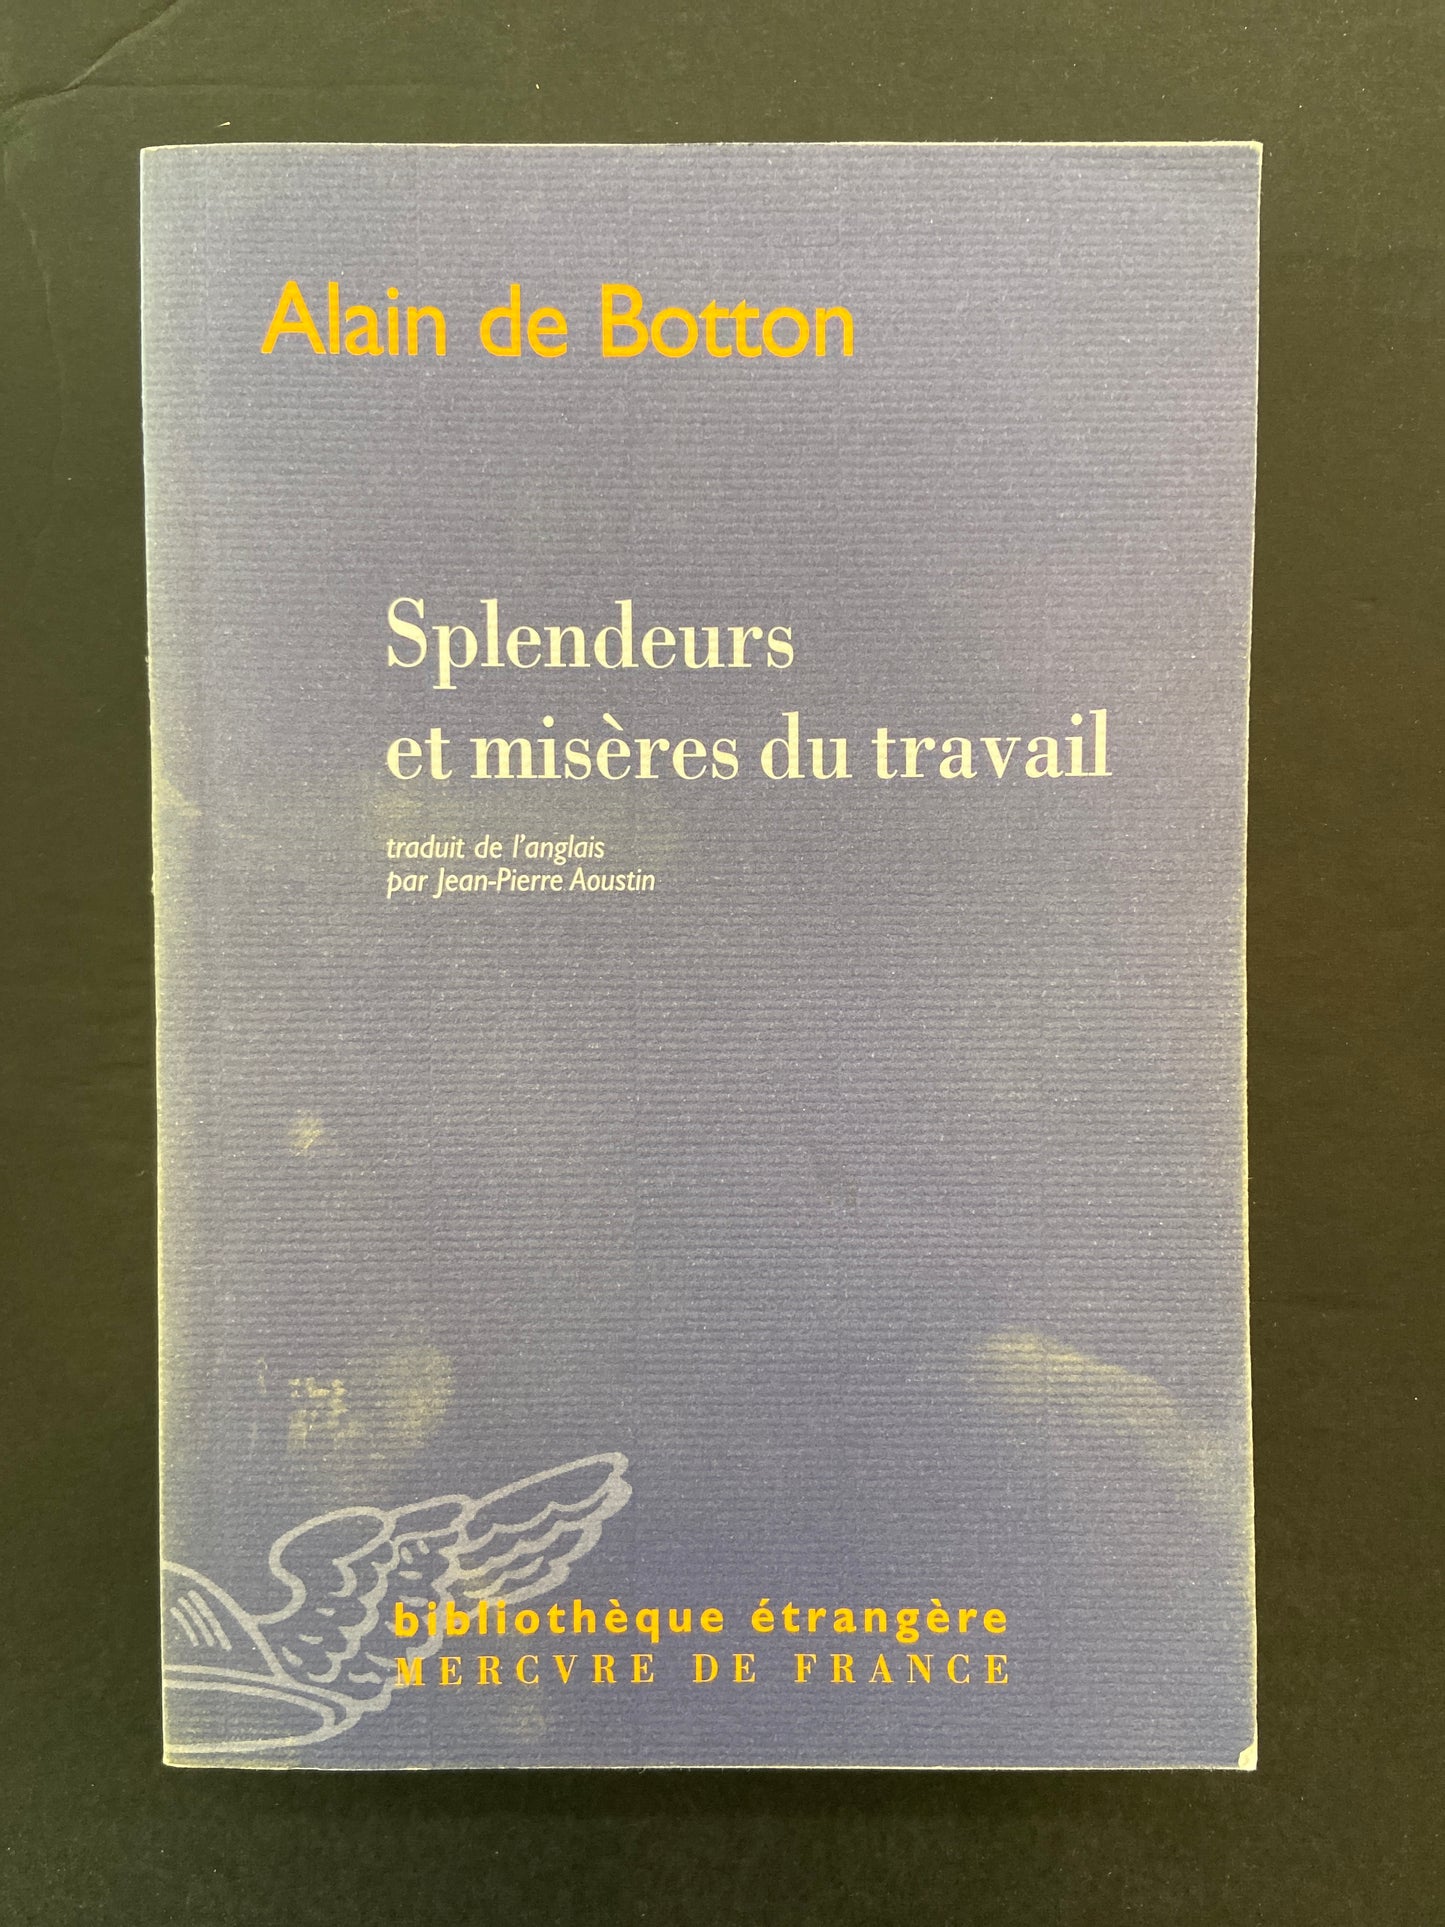 Alain de Botton
Splendeurs
et misères du travail
traduit de l'anglais
par Jean-Pierre Aoustin
bibliothèque étrangère
MERCVRE DE FRANCE